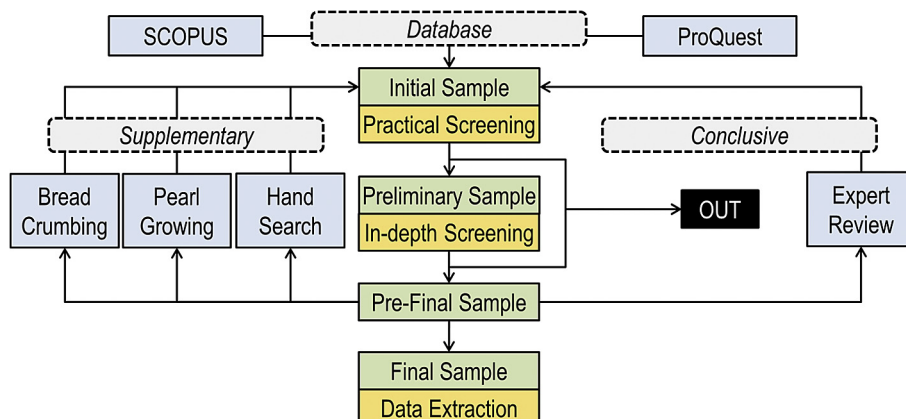 SCOPUS
Database
ProQuest
Initial Sample
Practical Screening
Supplementary
Conclusive
Bread
Crumbing
Pearl
Growing
Hand
Search
Preliminary Sample
In-depth Screening
OUT
Expert
Review
Pre-Final Sample
Final Sample
Data Extraction